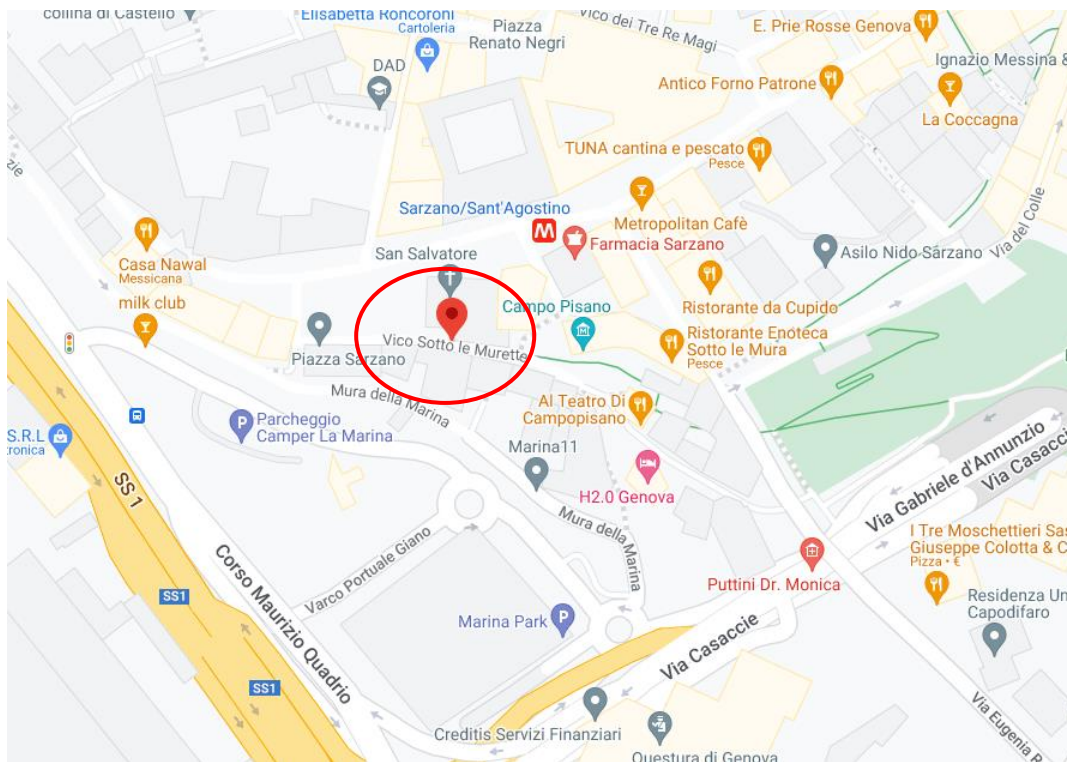 collina di Castello
Elisabetta Roncoroni
Cartoleria
Piazza
Renato Negri
Vico dei Tre Re Magi
E. Prie Rosse Genova
DAD
Ignazio Messina &
Antico Forno Patrone
La Coccagna
TUNA cantina e pescato
Pesce
zie
Sarzano/Sant'Agostino
M
Metropolitan Cafè
Farmacia Sarzano
Via del Colle
San Salvatore
Asilo Nido Sarzano
Casa Nawal
Messicana
milk club
Campo Pisano
Ristorante da Cupido
Piazza Sarzano
Vico Sotto le Murette
Ristorante Enoteca
Sotto le Mura
Pesce
Mura della Marina
Al Teatro Di
Campopisano
P
Parcheggio
Camper La Marina
S.R.L
tronica
Marina11
H2.0 Genova
SS 1
Via Gabriele d'Annunzio
Via Casacci
Mura della Marina
I Tre Moschettieri Sas
Giuseppe Colotta & C
Pizza • €
Varco Portuale Giano
Corso Maurizio Quadrio
Puttini Dr. Monica
SS1
Marina Park
P
Residenza Un
Capodifaro
Via Casaccie
SS1
Via Eugenia R
Creditis Servizi Finanziari
Questura di Genova